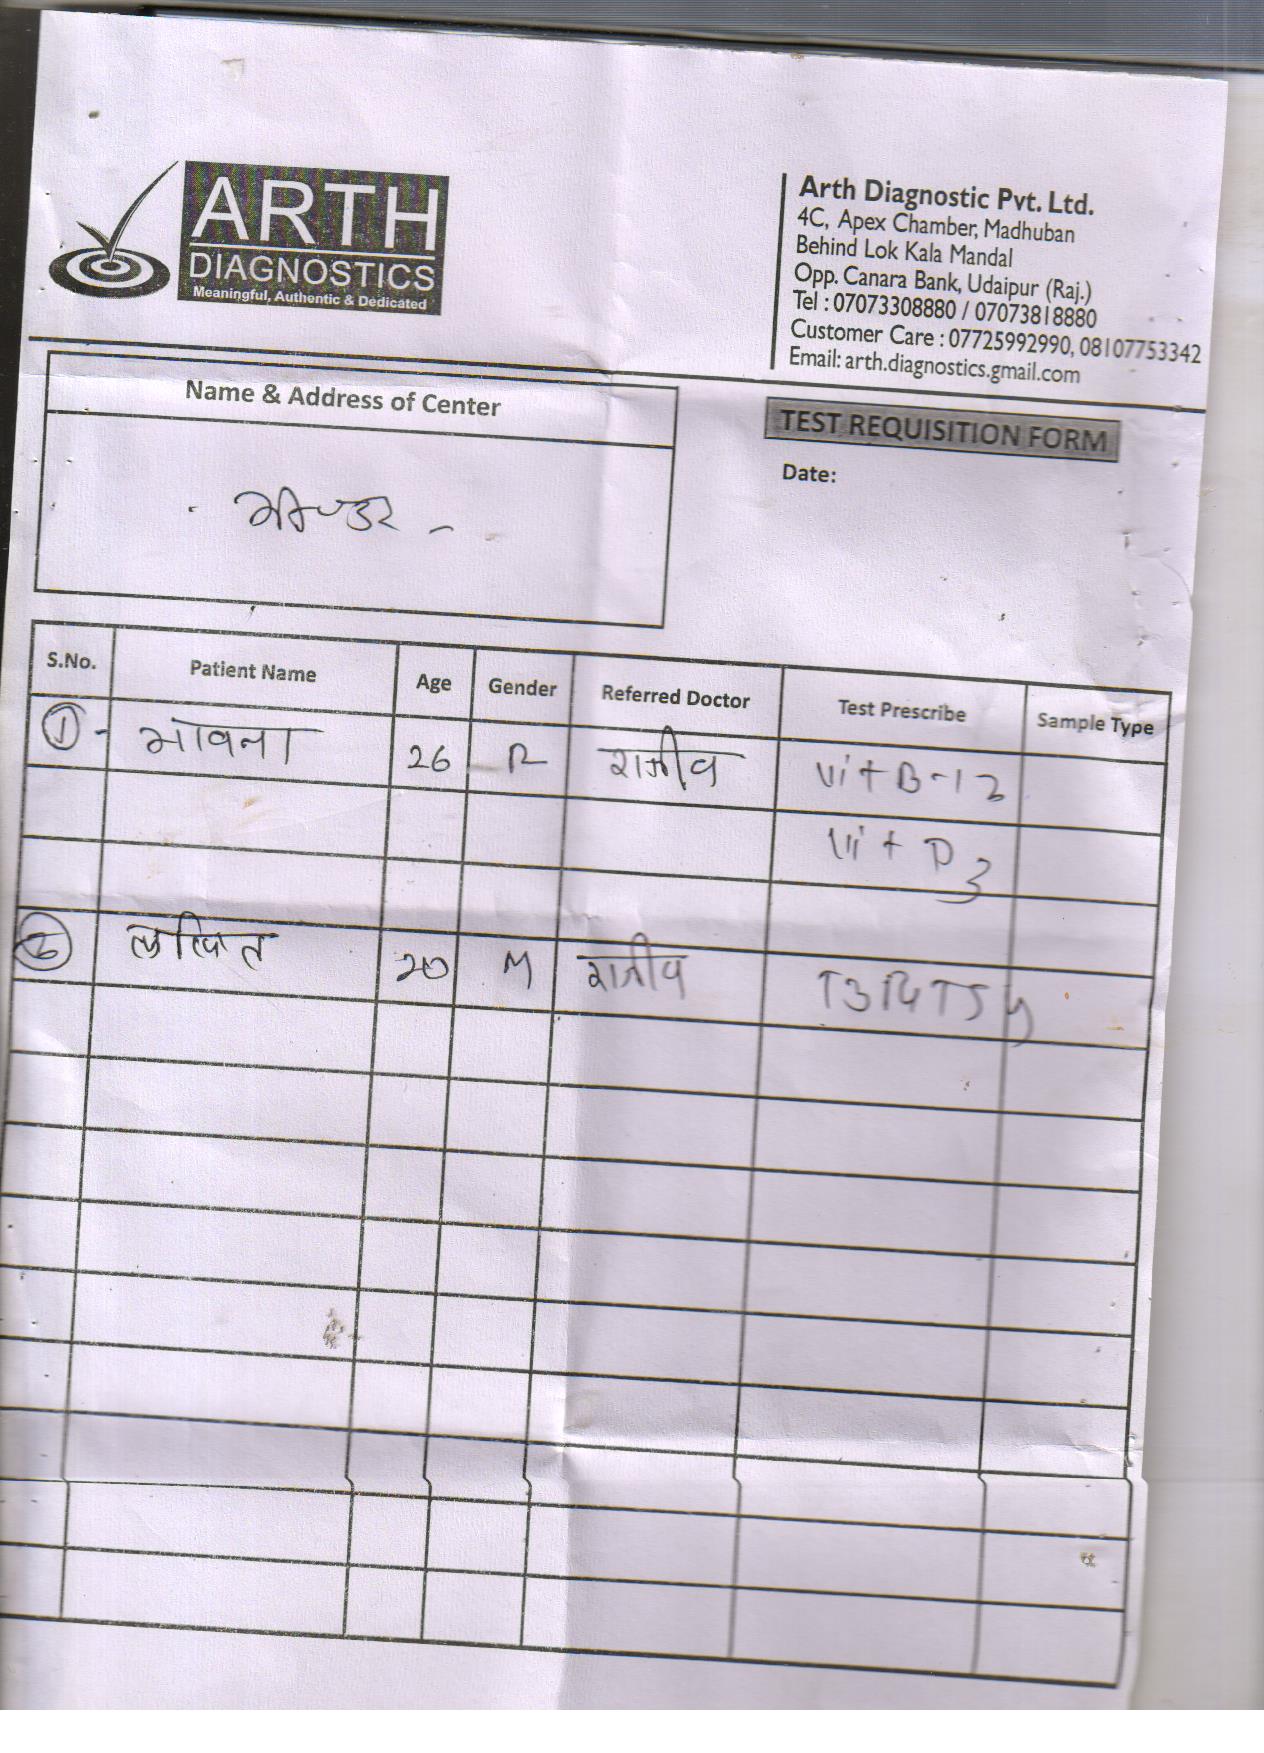 ARTH
DIAGNOSTICS
Meaningful, Authentic & Dedicated
Arth Diagnostic Pvt. Ltd.
4C, Apex Chamber, Madhuban
Behind Lok Kala Mandal
Opp. Canara Bank, Udaipur (Raj.)
Tel : 07073308880 / 07073818880
Customer Care : 07725992990, 08107753342
Email: arth.diagnostics.gmail.com
Name & Address of Center
TEST REQUISITION FORM
Date:
S.No. Patient Name Age Gender Referred Doctor Test Prescribe Sample Type
1 - भावना 26 राजीव Vit B-12
Vit D3
20 M राजीव